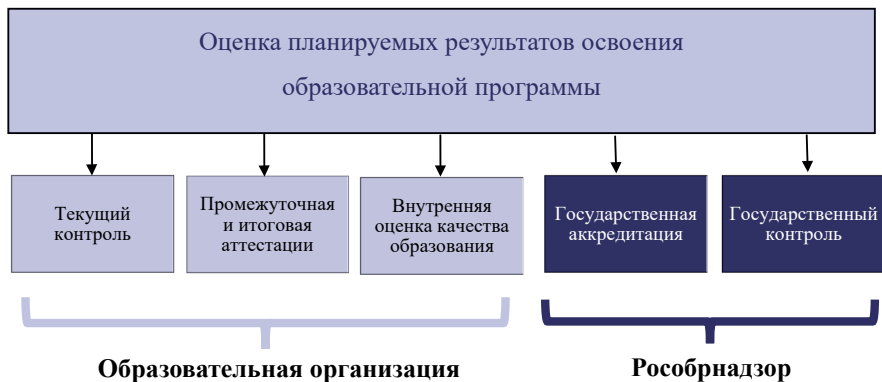 Оценка планируемых результатов освоения
образовательной программы
Текущий
контроль
Промежуточная
и итоговая
аттестации
Внутренняя
оценка качества
образования
Государственная
аккредитация
Государственный
контроль
Образовательная организация
Рособрнадзор